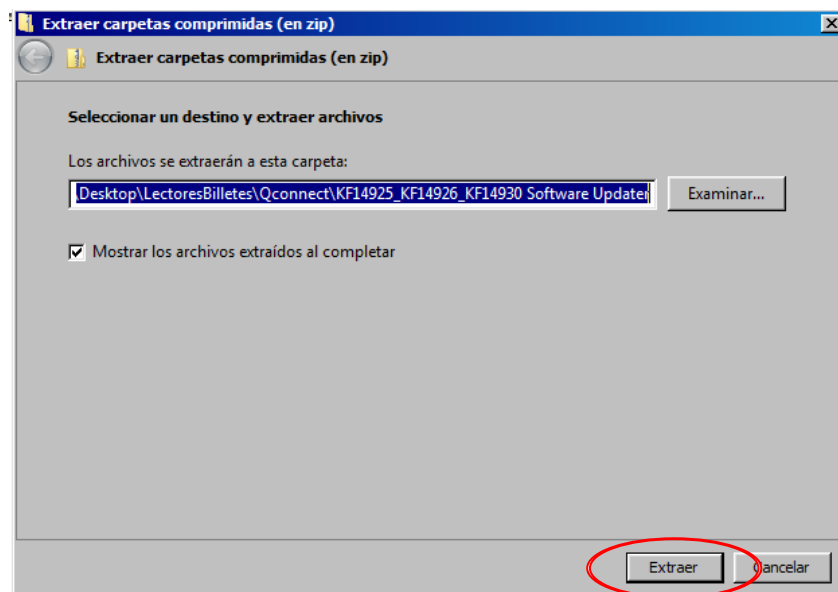 Extraer carpetas comprimidas (en zip)
Extraer carpetas comprimidas (en zip)
Seleccionar un destino y extraer archivos
Los archivos se extraerán a esta carpeta:
\Desktop\LectoresBilletes\Qconnect\KF14925_KF14926_KF14930 Software Updater
Examinar...
Mostrar los archivos extraídos al completar
Extraer
Cancelar